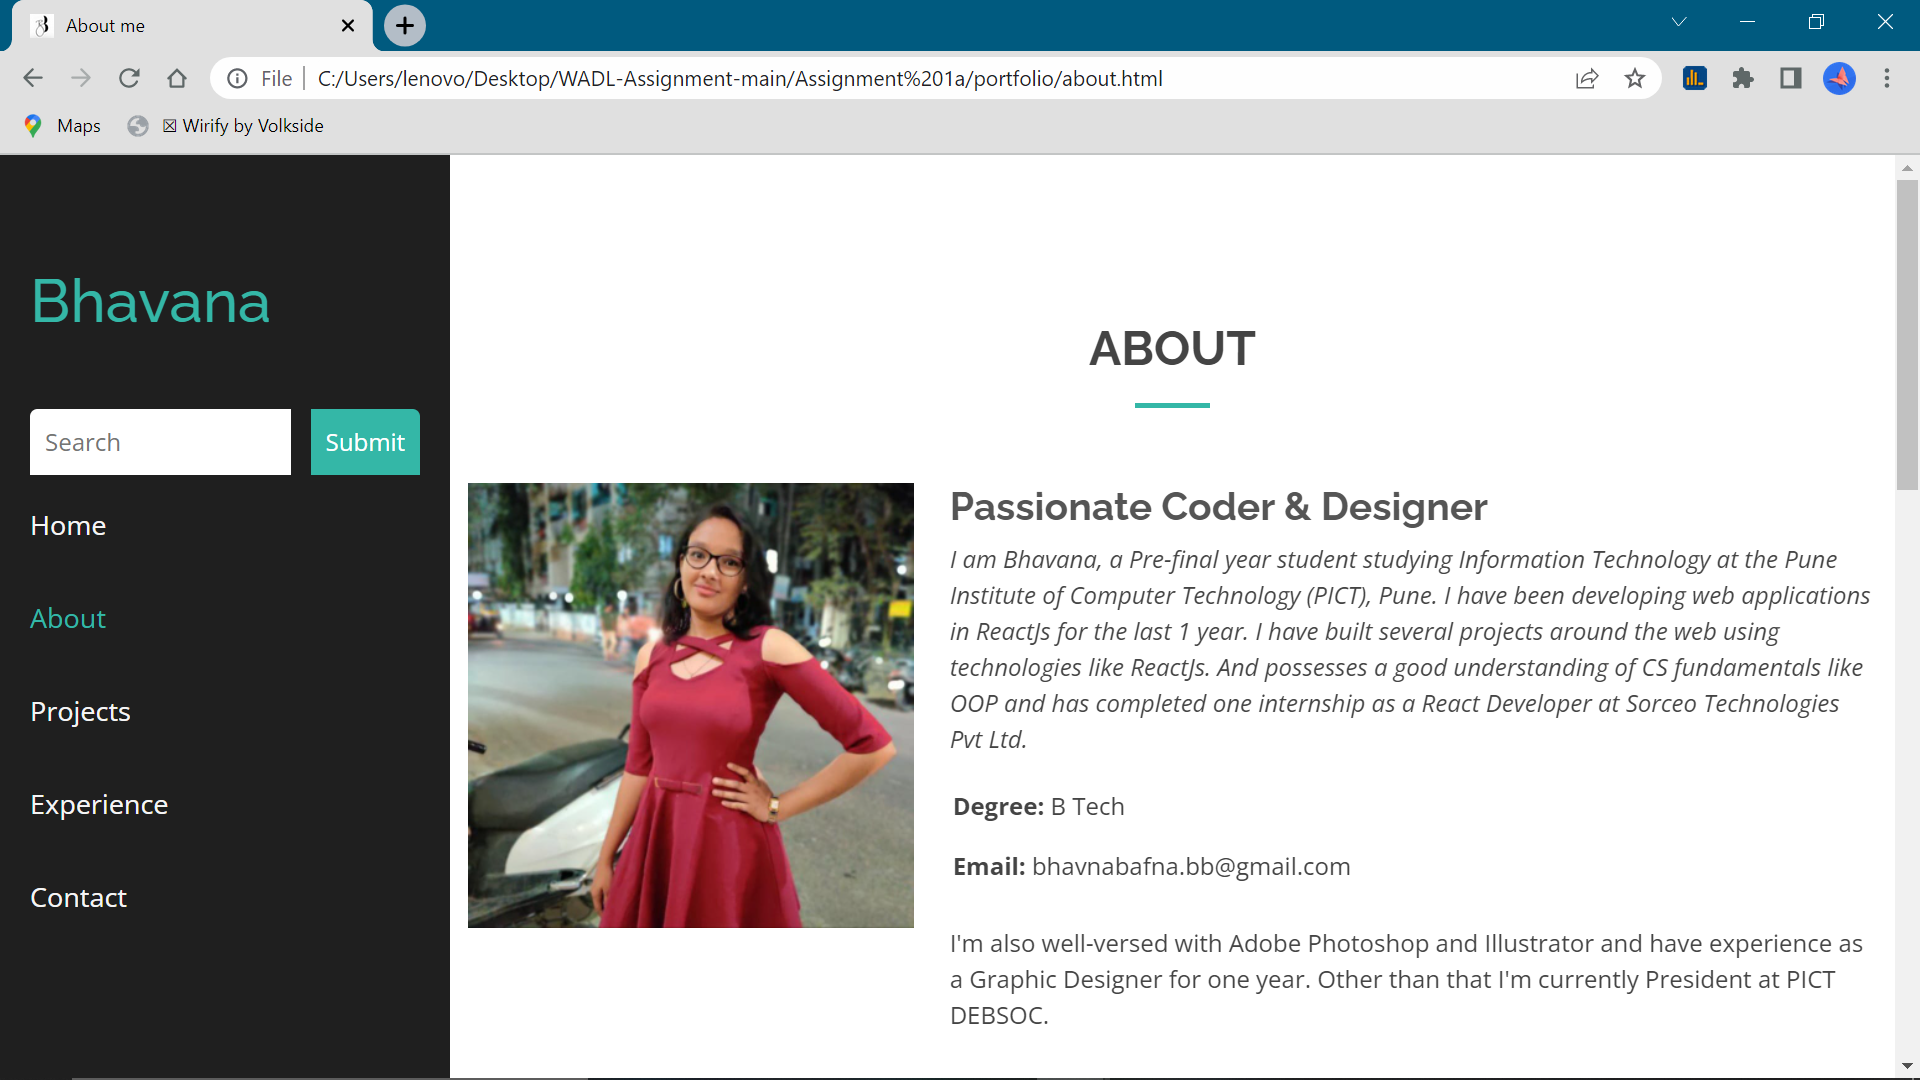 About me
File
C:/Users/lenovo/Desktop/WADL-Assignment-main/Assignment%201a/portfolio/about.html
Maps
☒ Wirify by Volkside
Bhavana
Search
Submit
Home
About
Projects
Experience
Contact
ABOUT
Passionate Coder & Designer
I am Bhavana, a Pre-final year student studying Information Technology at the Pune
Institute of Computer Technology (PICT), Pune. I have been developing web applications
in ReactJs for the last 1 year. I have built several projects around the web using
technologies like ReactJs. And possesses a good understanding of CS fundamentals like
OOP and has completed one internship as a React Developer at Sorceo Technologies
Pvt Ltd.
Degree: B Tech
Email: bhavnabafna.bb@gmail.com
I'm also well-versed with Adobe Photoshop and Illustrator and have experience as
a Graphic Designer for one year. Other than that I'm currently President at PICT
DEBSOC.